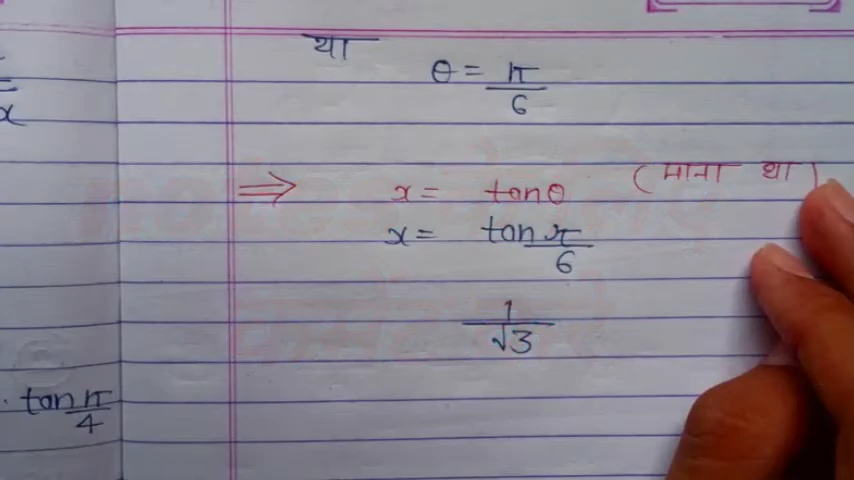 था
θ = π/6
⇒ x = tanθ (माना था)
x = tan π/6
1/√3
x
. tan π/4